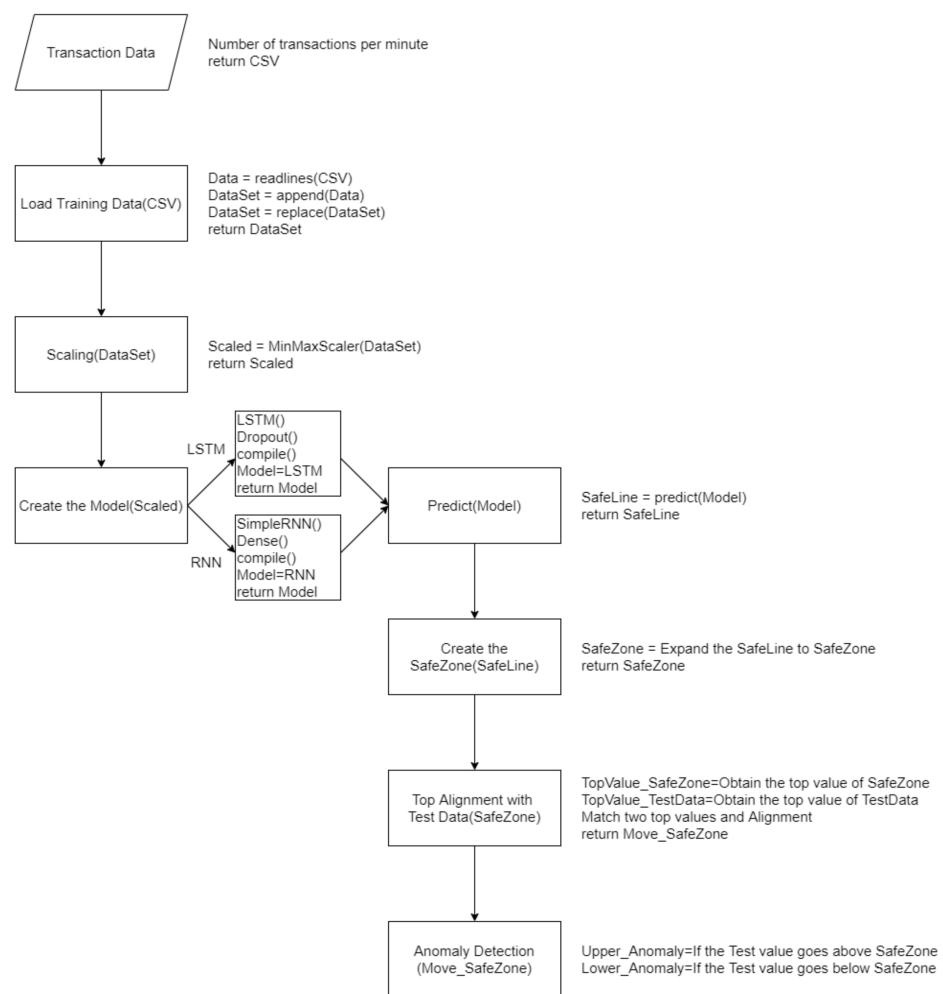 Transaction Data
Number of transactions per minute
return CSV
Load Training Data(CSV)
Data = readlines(CSV)
DataSet = append(Data)
DataSet = replace(DataSet)
return DataSet
Scaling(DataSet)
Scaled = MinMaxScaler(DataSet)
return Scaled
Create the Model(Scaled)
LSTM
LSTM()
Dropout()
compile()
Model=LSTM
return Model
RNN
SimpleRNN()
Dense()
compile()
Model=RNN
return Model
Predict(Model)
SafeLine = predict(Model)
return SafeLine
Create the
SafeZone(SafeLine)
SafeZone = Expand the SafeLine to SafeZone
return SafeZone
Top Alignment with
Test Data(SafeZone)
TopValue_SafeZone=Obtain the top value of SafeZone
TopValue_TestData=Obtain the top value of TestData
Match two top values and Alignment
return Move_SafeZone
Anomaly Detection
(Move_SafeZone)
Upper_Anomaly=If the Test value goes above SafeZone
Lower_Anomaly=If the Test value goes below SafeZone